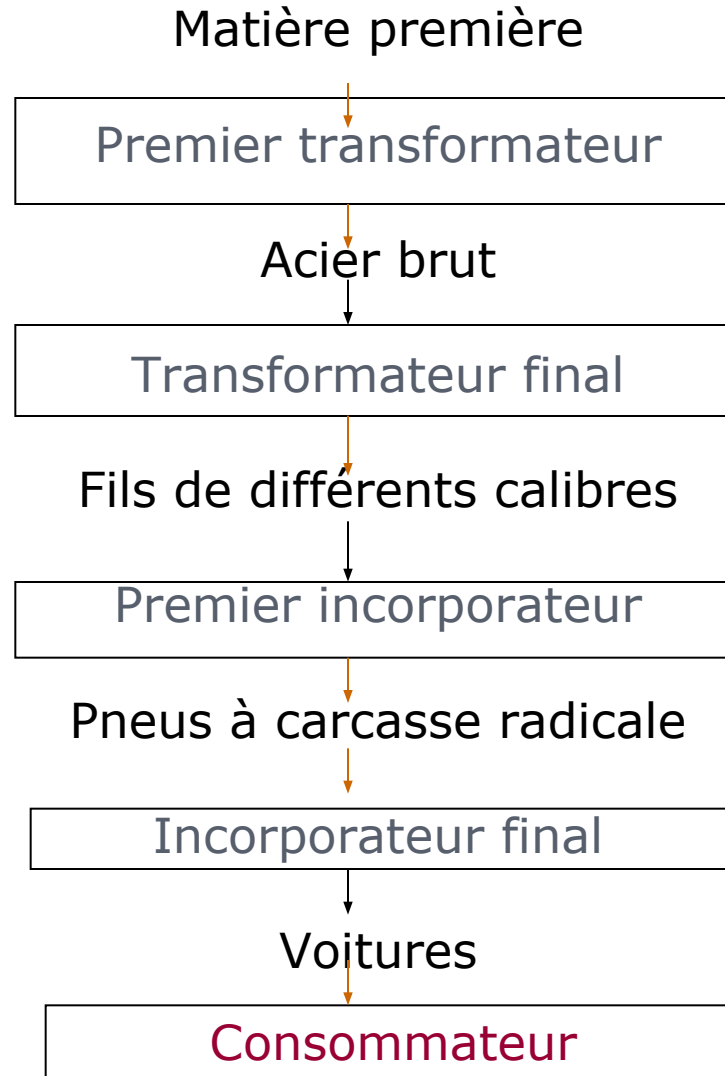 Matière première
Premier transformateur
Acier brut
Transformateur final
Fils de différents calibres
Premier incorporateur
Pneus à carcasse radicale
Incorporateur final
Voitures
Consommateur